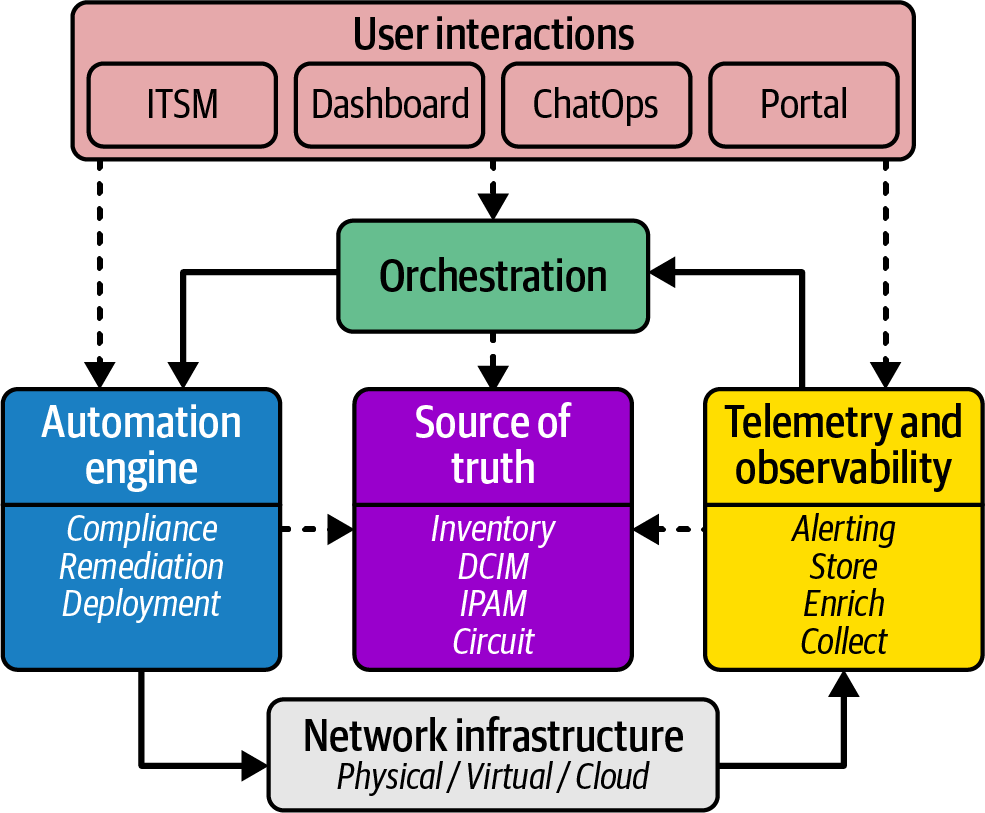 User interactions
ITSM
Dashboard
ChatOps
Portal
Orchestration
Automation
engine
Compliance
Remediation
Deployment
Source of
truth
Inventory
DCIM
IPAM
Circuit
Telemetry and
observability
Alerting
Store
Enrich
Collect
Network infrastructure
Physical / Virtual / Cloud